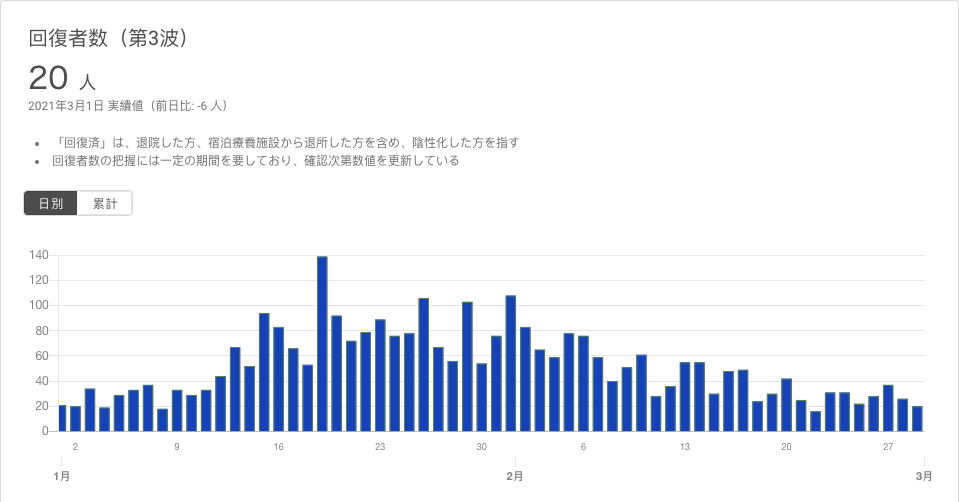 回復者数（第3波）
20 人
2021年3月1日 実績値（前日比: -6 人）
• 「回復済」は、退院した方、宿泊療養施設から退所した方を含め、陰性化した方を指す
• 回復者数の把握には一定の期間を要しており、確認次第数値を更新している
日別 累計
140
120
100
80
60
40
20
0
2 9 16 23 30 6 13 20 27
1月 2月 3月